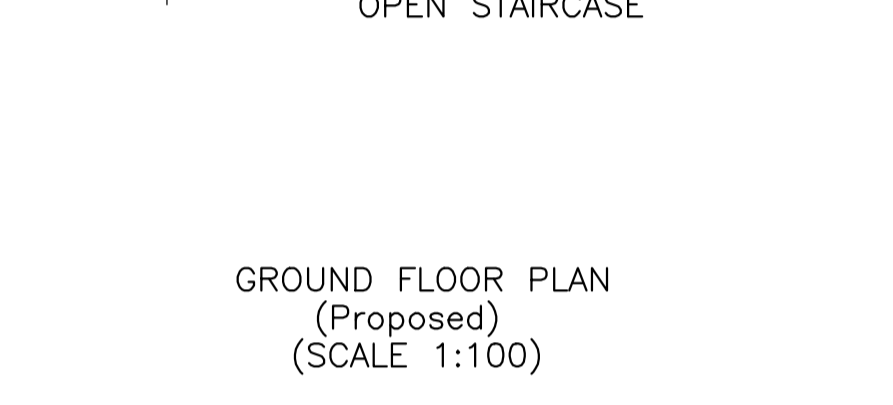 OPEN STAIRCASE
GROUND FLOOR PLAN
(Proposed)
(SCALE 1:100)